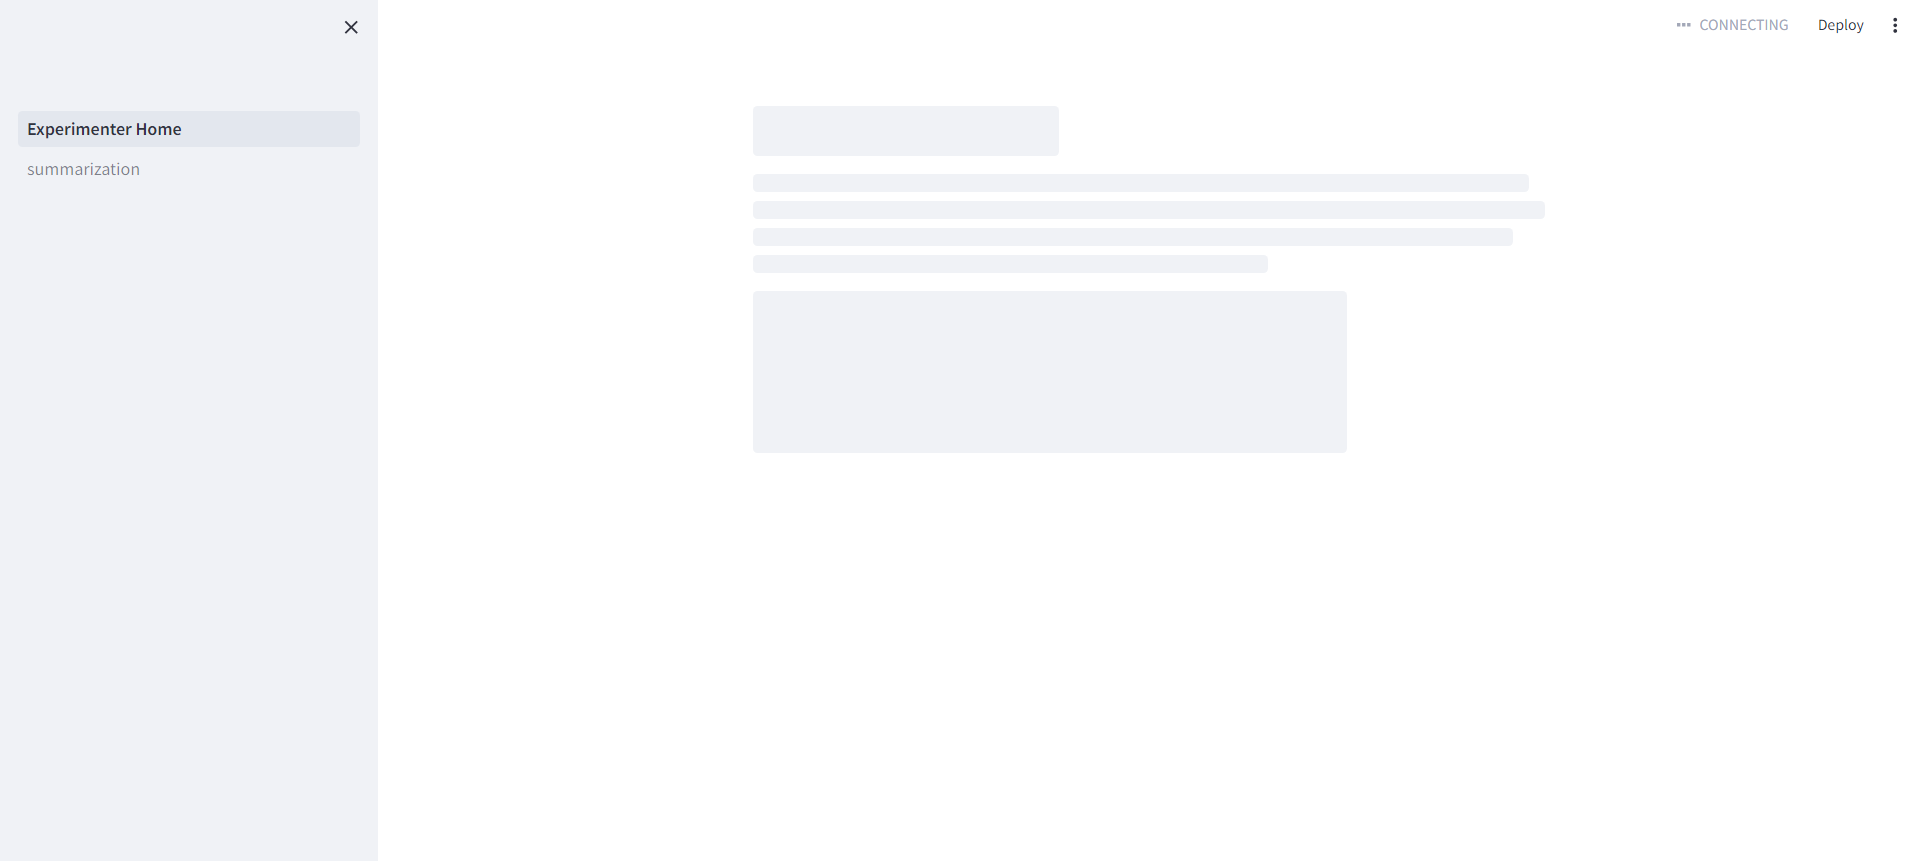 CONNECTING
Deploy
Experimenter Home
summarization